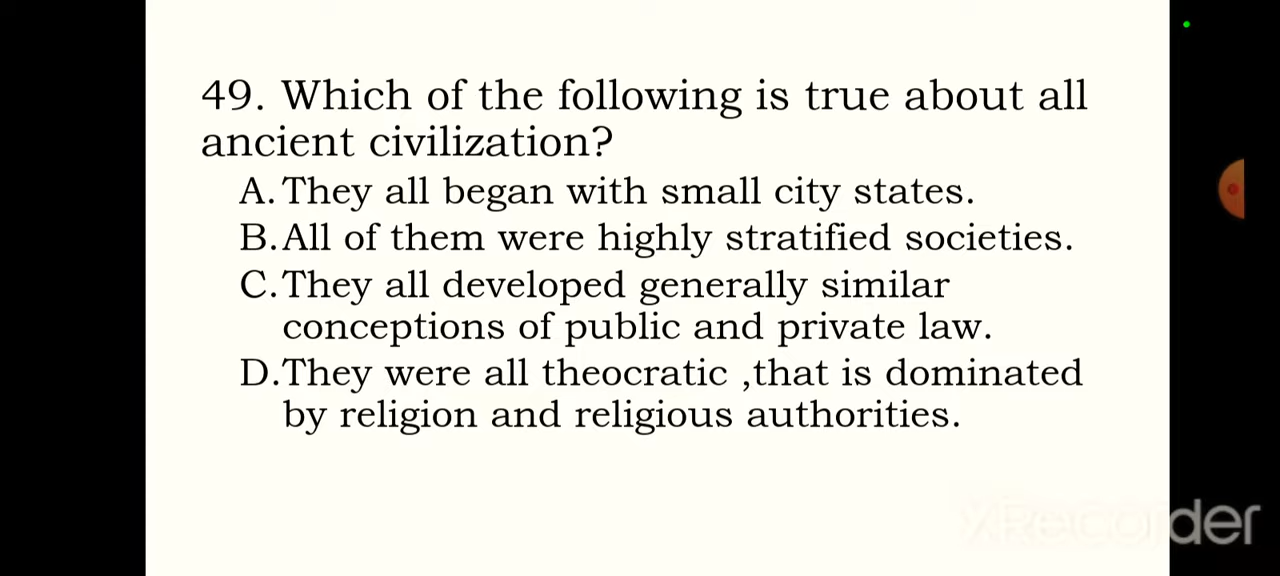 49. Which of the following is true about all
ancient civilization?
A. They all began with small city states.
B. All of them were highly stratified societies.
C. They all developed generally similar
conceptions of public and private law.
D. They were all theocratic ,that is dominated
by religion and religious authorities.
XRecorder